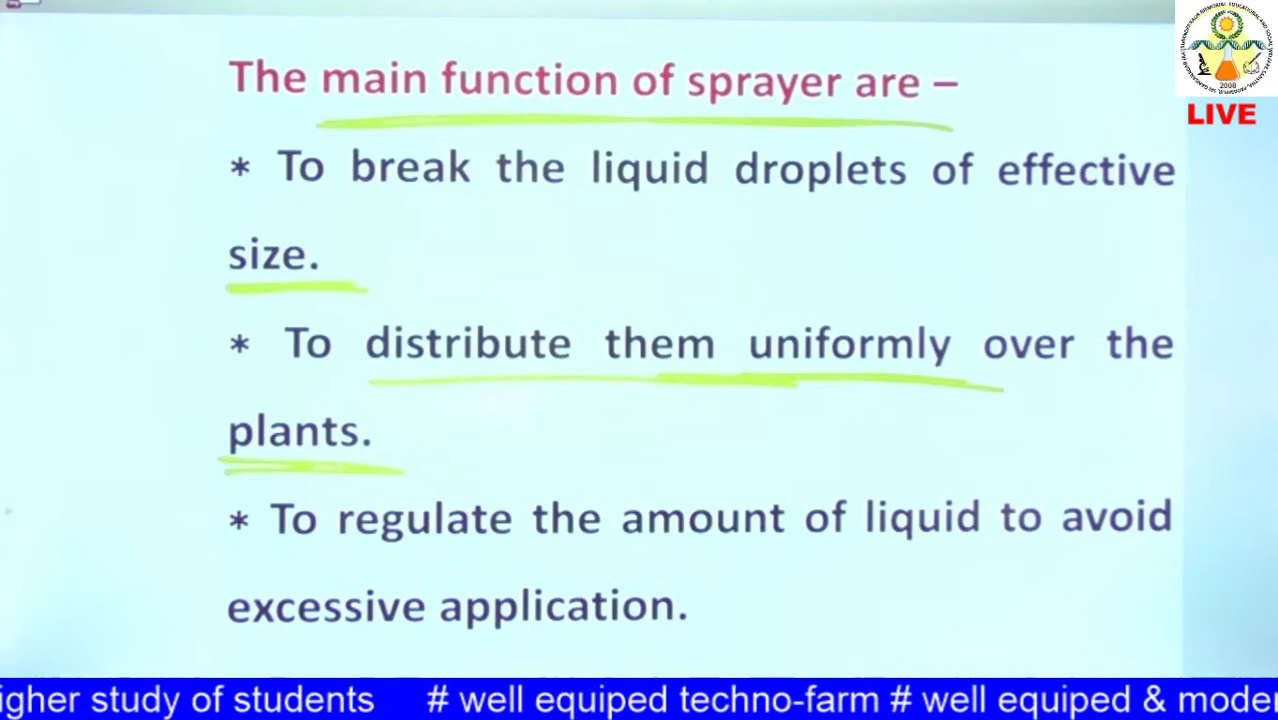 The main function of sprayer are –
* To break the liquid droplets of effective
size.
* To distribute them uniformly over the
plants.
* To regulate the amount of liquid to avoid
excessive application.
2008
LIVE
igher study of students # well equiped techno-farm # well equiped & moder